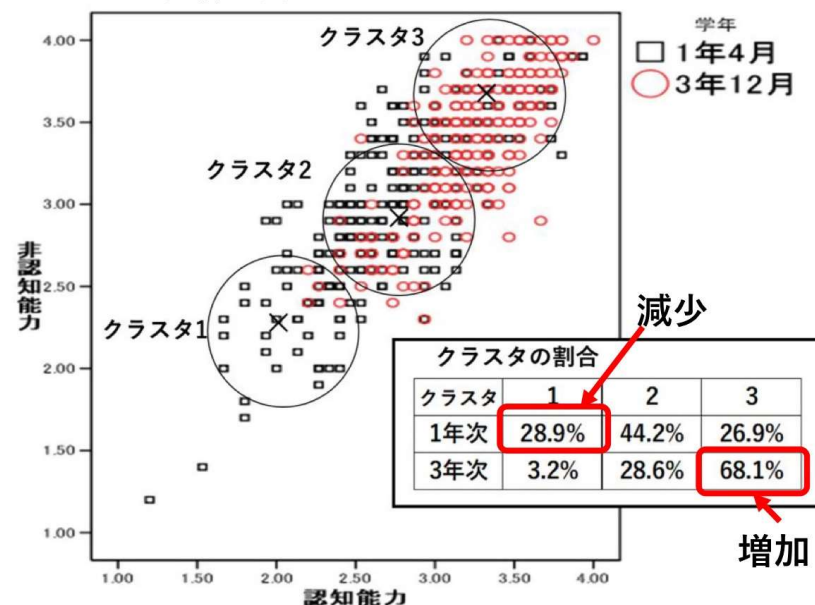 学年
1年4月
3年12月
クラスタ3
クラスタ2
クラスタ1
非認知能力
4.00
3.50
3.00
2.50
2.00
1.50
1.00
1.00 1.50 2.00 2.50 3.00 3.50 4.00
認知能力
減少
クラスタの割合
クラスタ 1 2 3
1年次 28.9% 44.2% 26.9%
3年次 3.2% 28.6% 68.1%
増加